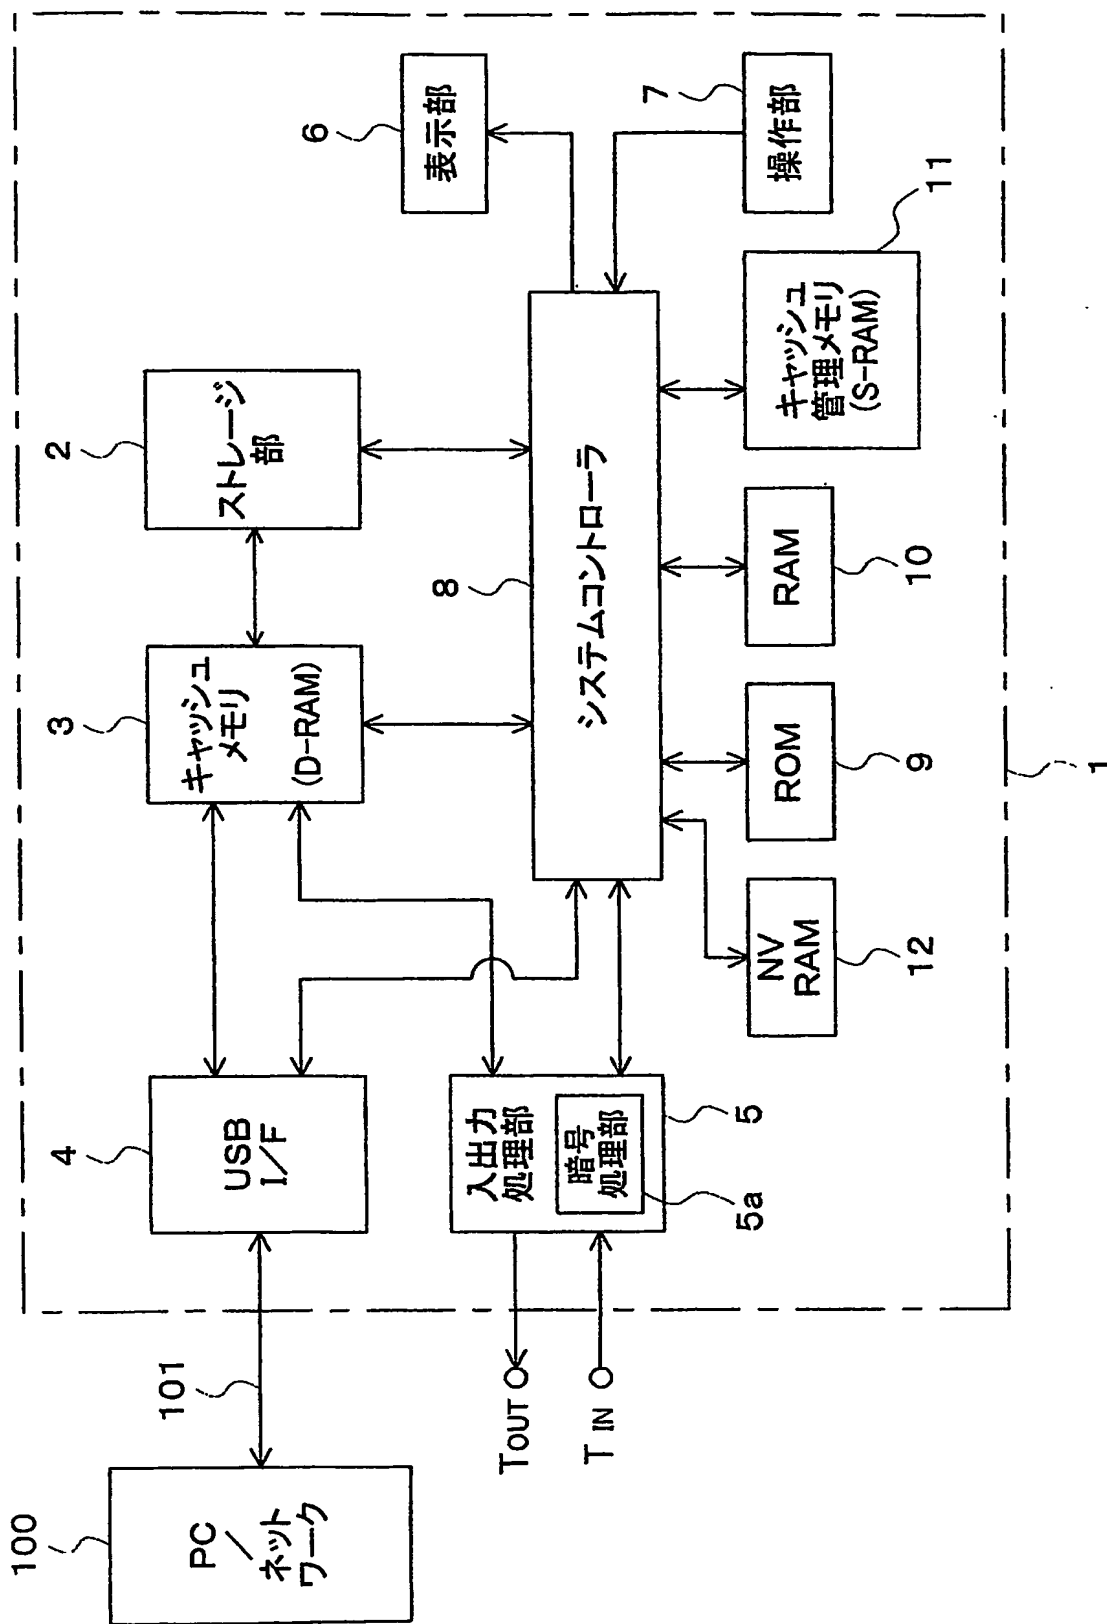 100
PC
／
ネット
ワーク
101
4
USB
I／F
3
キャッシュ
メモリ
(D-RAM)
2
ストレージ
部
6
表示部
7
操作部
8
システムコントローラ
入出力
処理部
暗号
処理部
5
5a
TOUT
TIN
NV
RAM
12
ROM
9
RAM
10
キャッシュ
管理メモリ
(S-RAM)
11
1